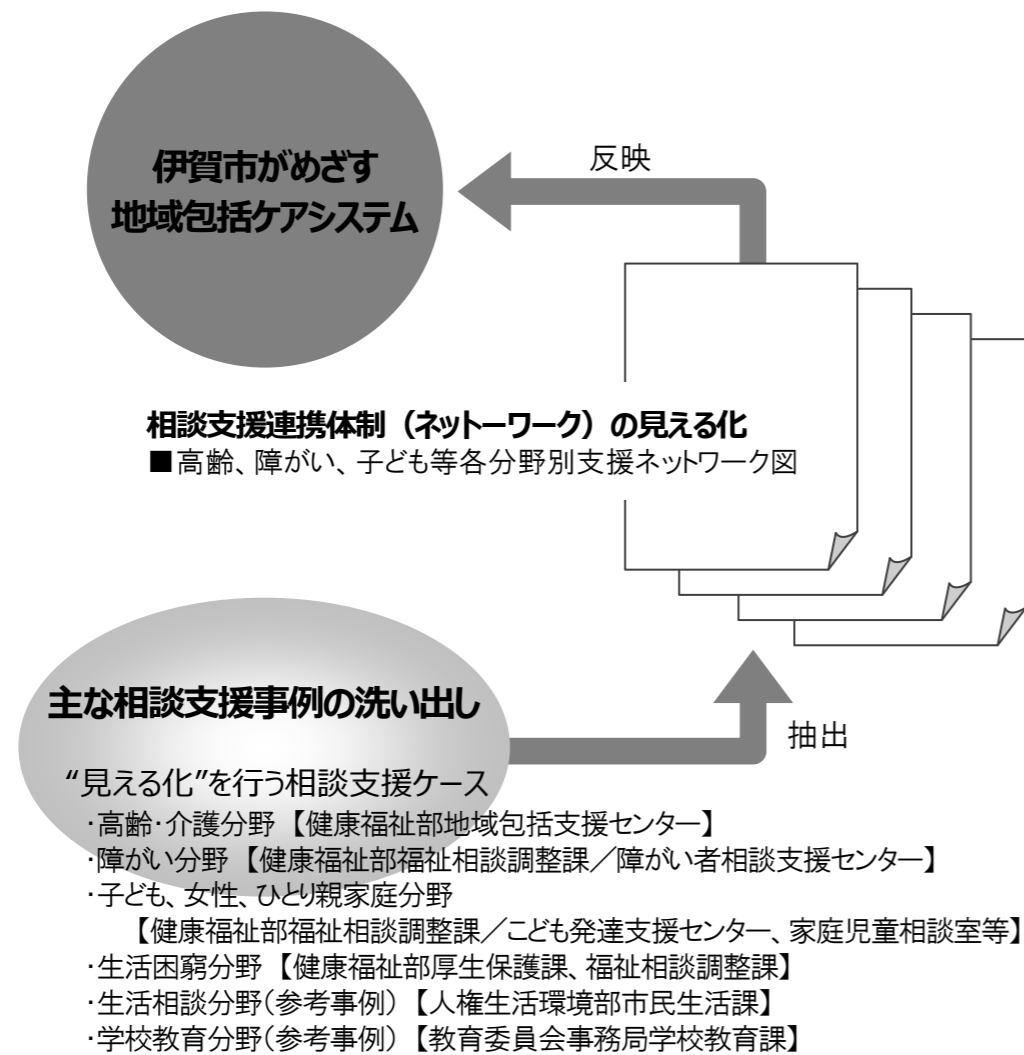 伊賀市がめざす
地域包括ケアシステム
反映
相談支援連携体制（ネットーワーク）の見える化
■高齢、障がい、子ども等各分野別支援ネットワーク図
主な相談支援事例の洗い出し
抽出
“見える化”を行う相談支援ケース
・高齢・介護分野【健康福祉部地域包括支援センター】
・障がい分野【健康福祉部福祉相談調整課／障がい者相談支援センター】
・子ども、女性、ひとり親家庭分野
【健康福祉部福祉相談調整課／こども発達支援センター、家庭児童相談室等】
・生活困窮分野【健康福祉部厚生保護課、福祉相談調整課】
・生活相談分野（参考事例）【人権生活環境部市民生活課】
・学校教育分野（参考事例）【教育委員会事務局学校教育課】